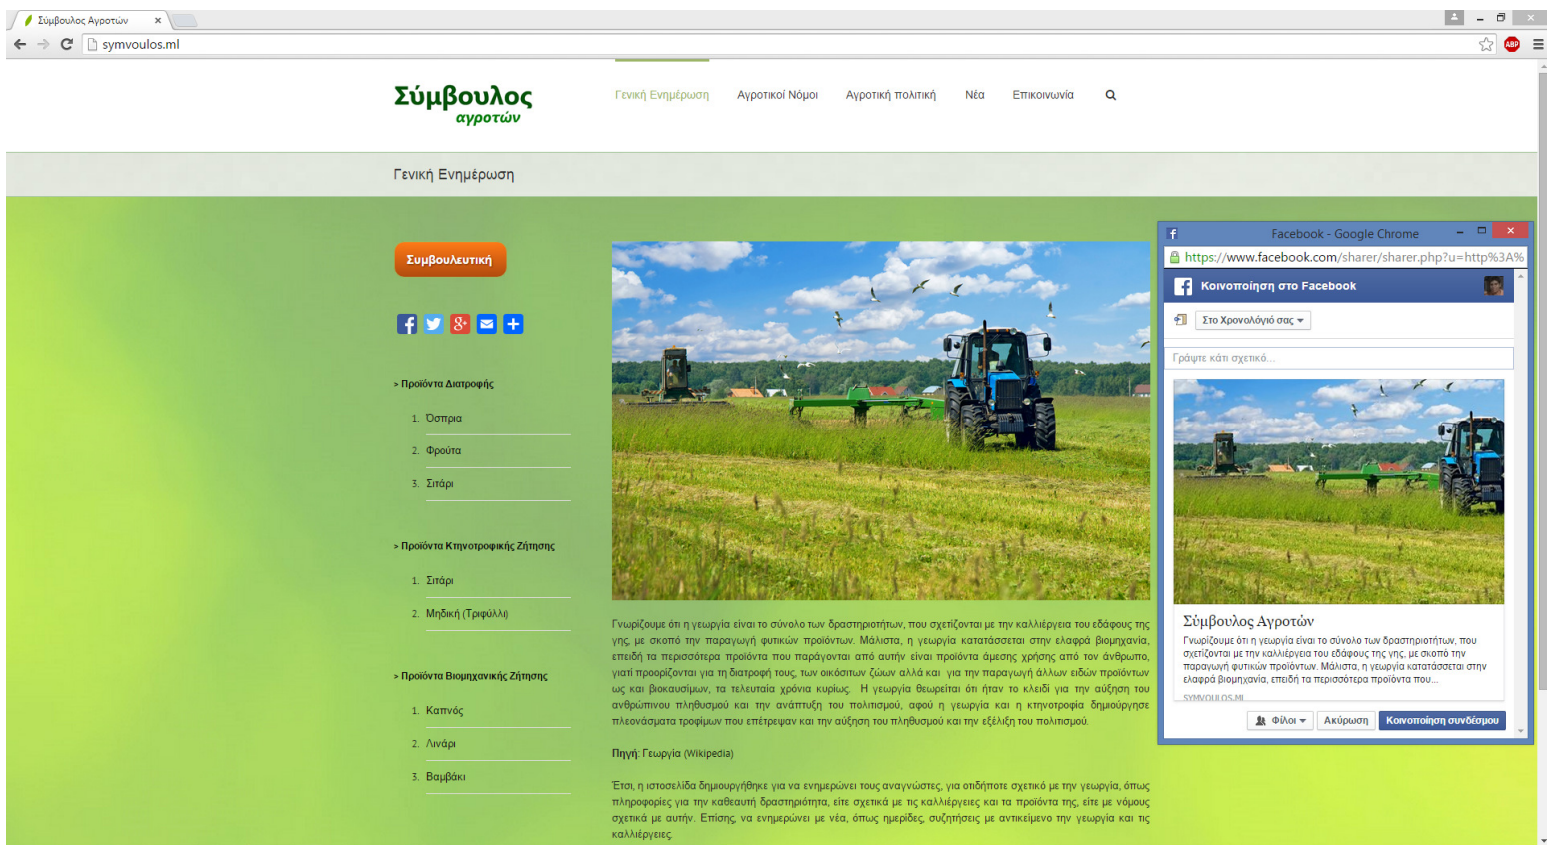 Σύμβουλος Αγροτών
symvoulos.ml
ABP
Σύμβουλος
αγροτών
Γενική Ενημέρωση
Αγροτικοί Νόμοι
Αγροτική πολιτική
Νέα
Επικοινωνία
Γενική Ενημέρωση
Συμβουλευτική
> Προϊόντα Διατροφής
1. Όσπρια
2. Φρούτα
3. Σιτάρι
> Προϊόντα Κτηνοτροφικής Ζήτησης
1. Σιτάρι
2. Μηδική (Τριφύλλι)
> Προϊόντα Βιομηχανικής Ζήτησης
1. Καπνός
2. Λινάρι
3. Βαμβάκι
Γνωρίζουμε ότι η γεωργία είναι το σύνολο των δραστηριοτήτων, που σχετίζονται με την καλλιέργεια του εδάφους της
γης, με σκοπό την παραγωγή φυτικών προϊόντων. Μάλιστα, η γεωργία κατατάσσεται στην ελαφρά βιομηχανία,
επειδή τα περισσότερα προϊόντα που παράγονται από αυτήν είναι προϊόντα άμεσης χρήσης από τον άνθρωπο,
γιατί προορίζονται για τη διατροφή τους, των οικόσιτων ζώων αλλά και για την παραγωγή άλλων ειδών προϊόντων
ως και βιοκαυσίμων, τα τελευταία χρόνια κυρίως. Η γεωργία θεωρείται ότι ήταν το κλειδί για την αύξηση του
ανθρώπινου πληθυσμού και την ανάπτυξη του πολιτισμού, αφού η γεωργία και η κτηνοτροφία δημιούργησε
πλεονάσματα τροφίμων που επέτρεψαν και την αύξηση του πληθυσμού και την εξέλιξη του πολιτισμού.
Πηγή: Γεωργία (Wikipedia)
Έτσι, η ιστοσελίδα δημιουργήθηκε για να ενημερώνει τους αναγνώστες, για οτιδήποτε σχετικό με την γεωργία, όπως
πληροφορίες για την καθεαυτή δραστηριότητα, είτε σχετικά με τις καλλιέργειες και τα προϊόντα της, είτε με νόμους
σχετικά με αυτήν. Επίσης, να ενημερώνει με νέα, όπως ημερίδες, συζητήσεις με αντικείμενο την γεωργία και τις
καλλιέργειες.
Facebook - Google Chrome
https://www.facebook.com/sharer/sharer.php?u=http%3A%
Κοινοποίηση στο Facebook
Στο Χρονολόγιό σας
Γράψτε κάτι σχετικό...
Σύμβουλος Αγροτών
Γνωρίζουμε ότι η γεωργία είναι το σύνολο των δραστηριοτήτων, που
σχετίζονται με την καλλιέργεια του εδάφους της γης, με σκοπό την
παραγωγή φυτικών προϊόντων. Μάλιστα, η γεωργία κατατάσσεται στην
ελαφρά βιομηχανία, επειδή τα περισσότερα προϊόντα που...
SYMVOULOS.ML
Φίλοι
Ακύρωση
Κοινοποίηση συνδέσμου